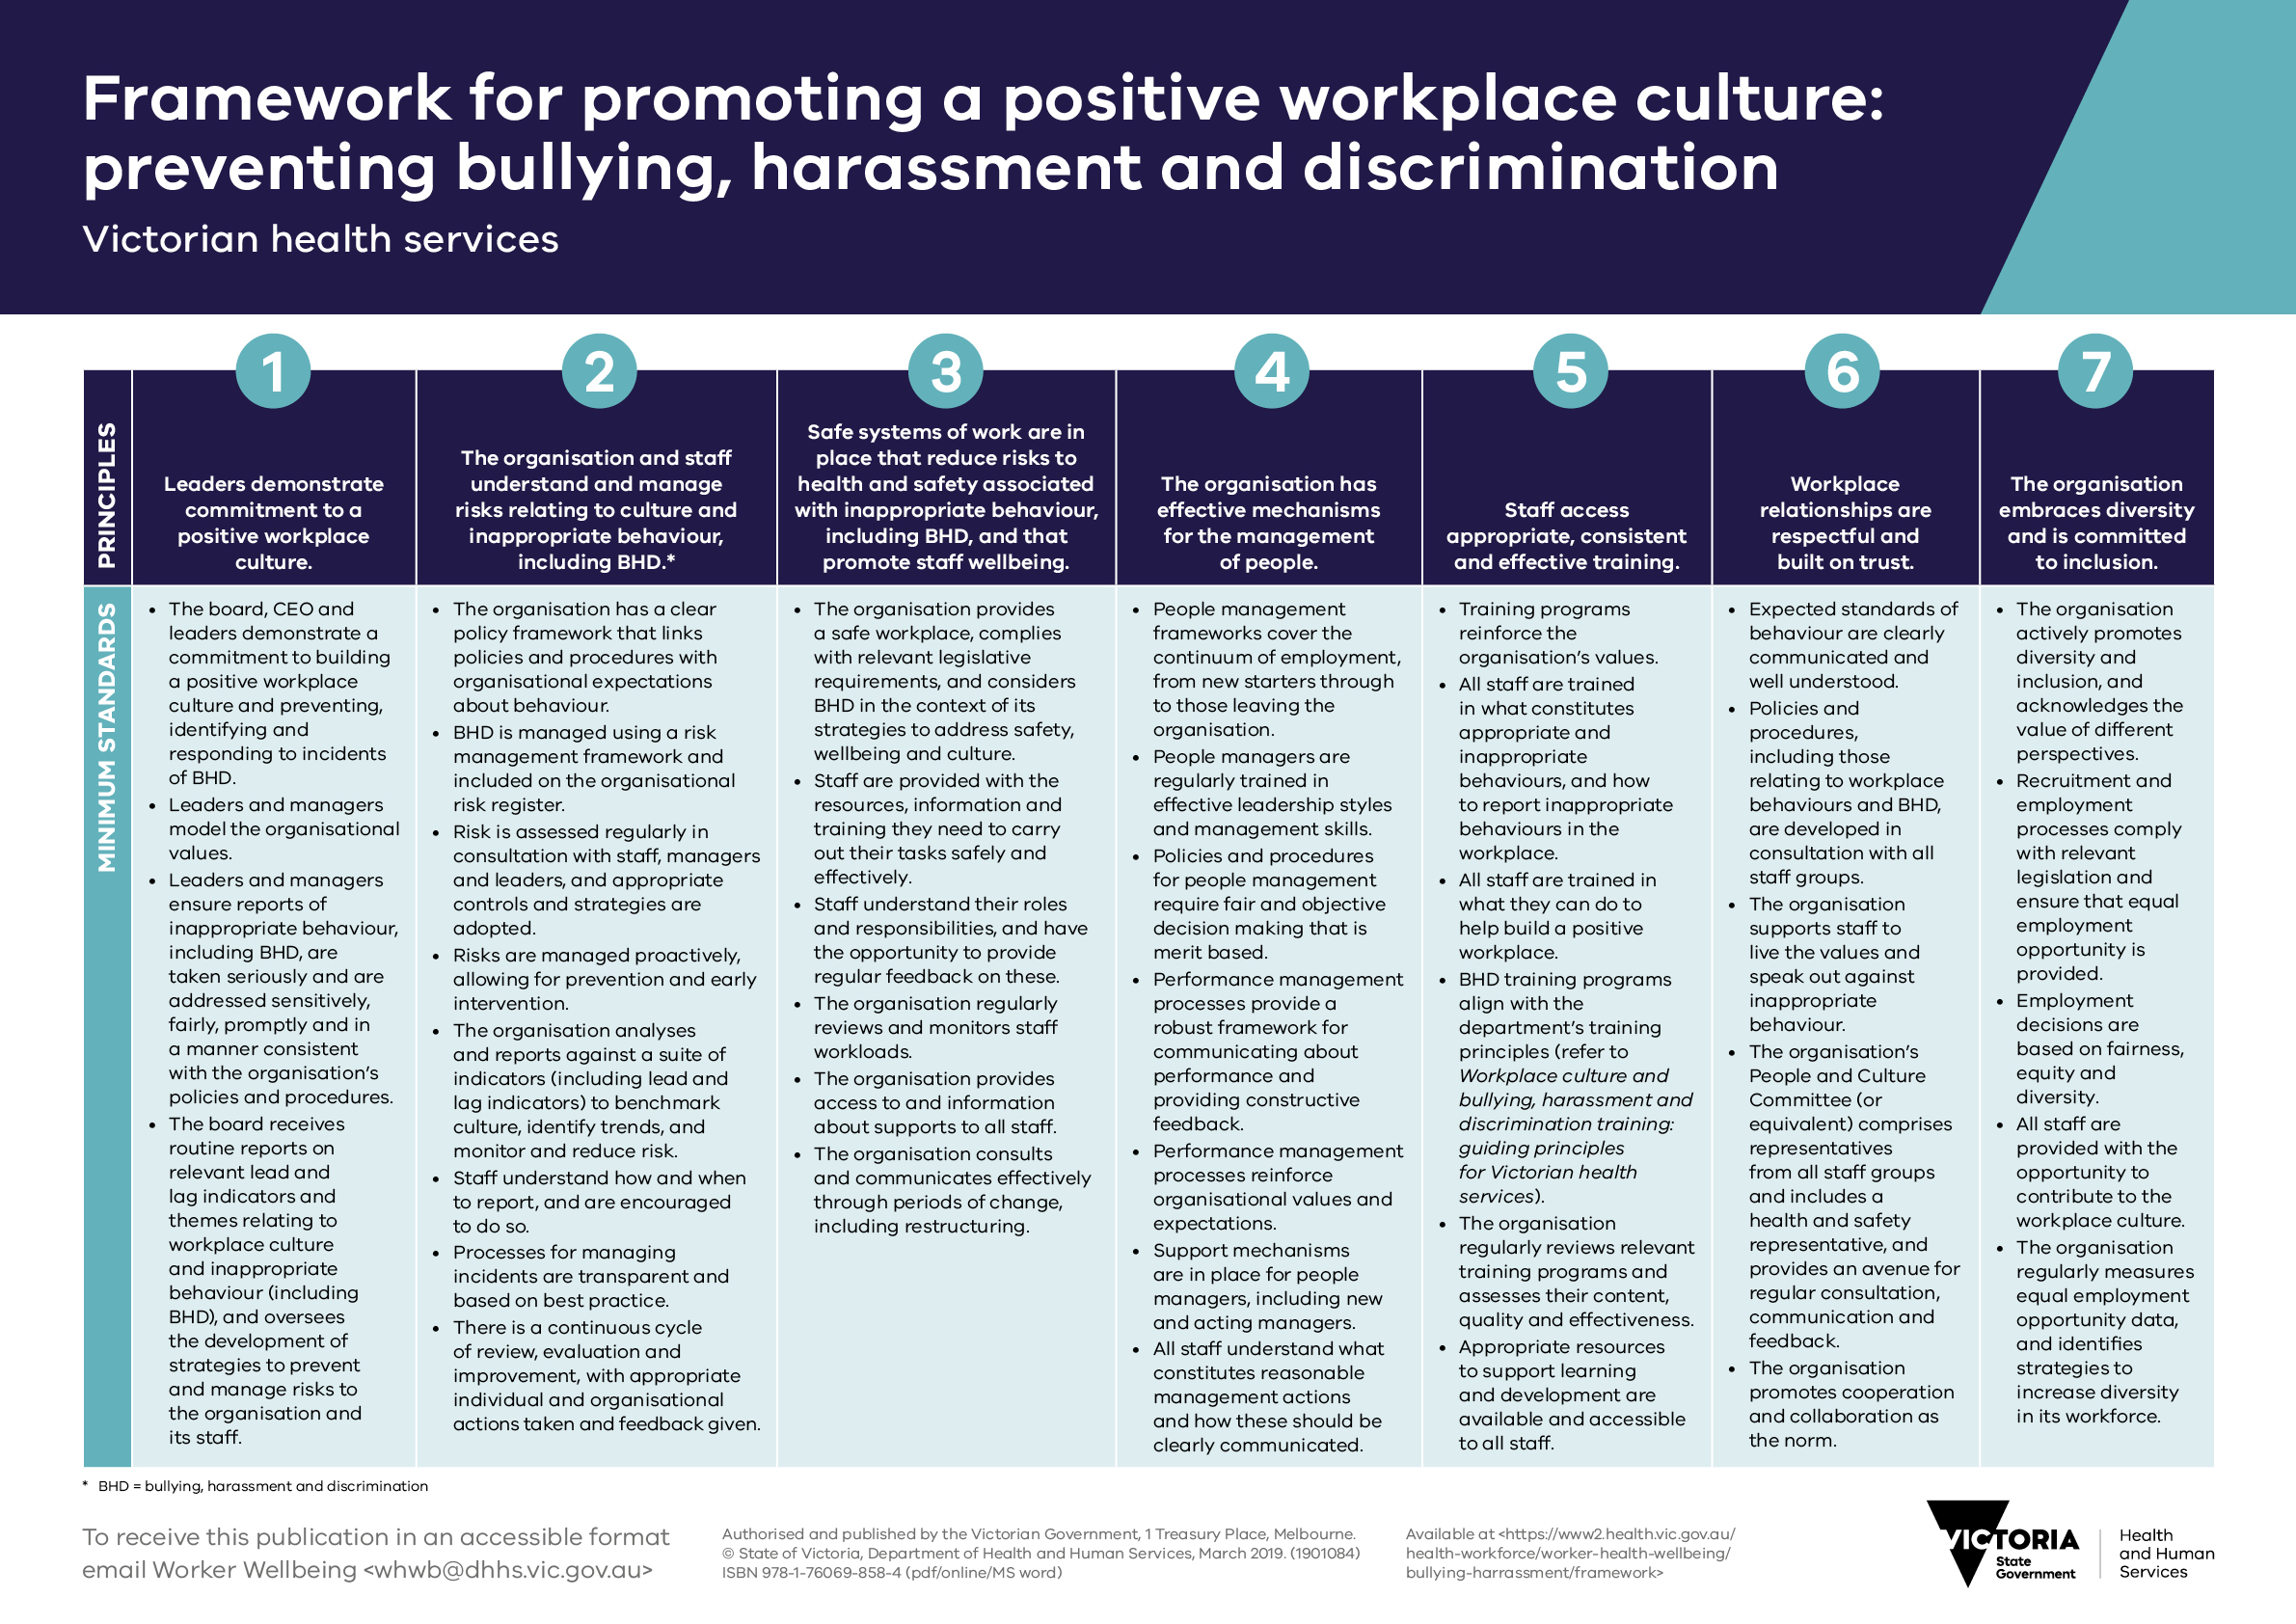 Framework for promoting a positive workplace culture:
preventing bullying, harassment and discrimination
Victorian health services
PRINCIPLES
1
Leaders demonstrate
commitment to a
positive workplace
culture.
2
The organisation and staff
understand and manage
risks relating to culture and
inappropriate behaviour,
including BHD.*
3
Safe systems of work are in
place that reduce risks to
health and safety associated
with inappropriate behaviour,
including BHD, and that
promote staff wellbeing.
4
The organisation has
effective mechanisms
for the management
of people.
5
Staff access
appropriate, consistent
and effective training.
6
Workplace
relationships are
respectful and
built on trust.
7
The organisation
embraces diversity
and is committed
to inclusion.
MINIMUM STANDARDS
• The board, CEO and
leaders demonstrate a
commitment to building
a positive workplace
culture and preventing,
identifying and
responding to incidents
of BHD.
• Leaders and managers
model the organisational
values.
• Leaders and managers
ensure reports of
inappropriate behaviour,
including BHD, are
taken seriously and are
addressed sensitively,
fairly, promptly and in
a manner consistent
with the organisation's
policies and procedures.
• The board receives
routine reports on
relevant lead and
lag indicators and
themes relating to
workplace culture
and inappropriate
behaviour (including
BHD), and oversees
the development of
strategies to prevent
and manage risks to
the organisation and
its staff.
• The organisation has a clear
policy framework that links
policies and procedures with
organisational expectations
about behaviour.
• BHD is managed using a risk
management framework and
included on the organisational
risk register.
• Risk is assessed regularly in
consultation with staff, managers
and leaders, and appropriate
controls and strategies are
adopted.
• Risks are managed proactively,
allowing for prevention and early
intervention.
• The organisation analyses
and reports against a suite of
indicators (including lead and
lag indicators) to benchmark
culture, identify trends, and
monitor and reduce risk.
• Staff understand how and when
to report, and are encouraged
to do so.
• Processes for managing
incidents are transparent and
based on best practice.
• There is a continuous cycle
of review, evaluation and
improvement, with appropriate
individual and organisational
actions taken and feedback given.
• The organisation provides
a safe workplace, complies
with relevant legislative
requirements, and considers
BHD in the context of its
strategies to address safety,
wellbeing and culture.
• Staff are provided with the
resources, information and
training they need to carry
out their tasks safely and
effectively.
• Staff understand their roles
and responsibilities, and have
the opportunity to provide
regular feedback on these.
• The organisation regularly
reviews and monitors staff
workloads.
• The organisation provides
access to and information
about supports to all staff.
• The organisation consults
and communicates effectively
through periods of change,
including restructuring.
• People management
frameworks cover the
continuum of employment,
from new starters through
to those leaving the
organisation.
• People managers are
regularly trained in
effective leadership styles
and management skills.
• Policies and procedures
for people management
require fair and objective
decision making that is
merit based.
• Performance management
processes provide a
robust framework for
communicating about
performance and
providing constructive
feedback.
• Performance management
processes reinforce
organisational values and
expectations.
• Support mechanisms
are in place for people
managers, including new
and acting managers.
• All staff understand what
constitutes reasonable
management actions
and how these should be
clearly communicated.
• Training programs
reinforce the
organisation's values.
• All staff are trained
in what constitutes
appropriate and
inappropriate
behaviours, and how
to report inappropriate
behaviours in the
workplace.
• All staff are trained in
what they can do to
help build a positive
workplace.
• BHD training programs
align with the
department's training
principles (refer to
Workplace culture and
bullying, harassment and
discrimination training:
guiding principles
for Victorian health
services).
• The organisation
regularly reviews relevant
training programs and
assesses their content,
quality and effectiveness.
• Appropriate resources
to support learning
and development are
available and accessible
to all staff.
• Expected standards of
behaviour are clearly
communicated and
well understood.
• Policies and
procedures,
including those
relating to workplace
behaviours and BHD,
are developed in
consultation with all
staff groups.
• The organisation
supports staff to
live the values and
speak out against
inappropriate
behaviour.
• The organisation's
People and Culture
Committee (or
equivalent) comprises
representatives
from all staff groups
and includes a
health and safety
representative, and
provides an avenue for
regular consultation,
communication and
feedback.
• The organisation
promotes cooperation
and collaboration as
the norm.
• The organisation
actively promotes
diversity and
inclusion, and
acknowledges the
value of different
perspectives.
• Recruitment and
employment
processes comply
with relevant
legislation and
ensure that equal
employment
opportunity is
provided.
• Employment
decisions are
based on fairness,
equity and
diversity.
• All staff are
provided with the
opportunity to
contribute to the
workplace culture.
• The organisation
regularly measures
equal employment
opportunity data,
and identifies
strategies to
increase diversity
in its workforce.
* BHD = bullying, harassment and discrimination
To receive this publication in an accessible format
email Worker Wellbeing <whwb@dhhs.vic.gov.au>
Authorised and published by the Victorian Government, 1 Treasury Place, Melbourne.
© State of Victoria, Department of Health and Human Services, March 2019. (1901084)
ISBN 978-1-76069-858-4 (pdf/online/MS word)
Available at <https://www2.health.vic.gov.au/
health-workforce/worker-health-wellbeing/
bullying-harrassment/framework>
VICTORIA
State
Government
Health
and Human
Services